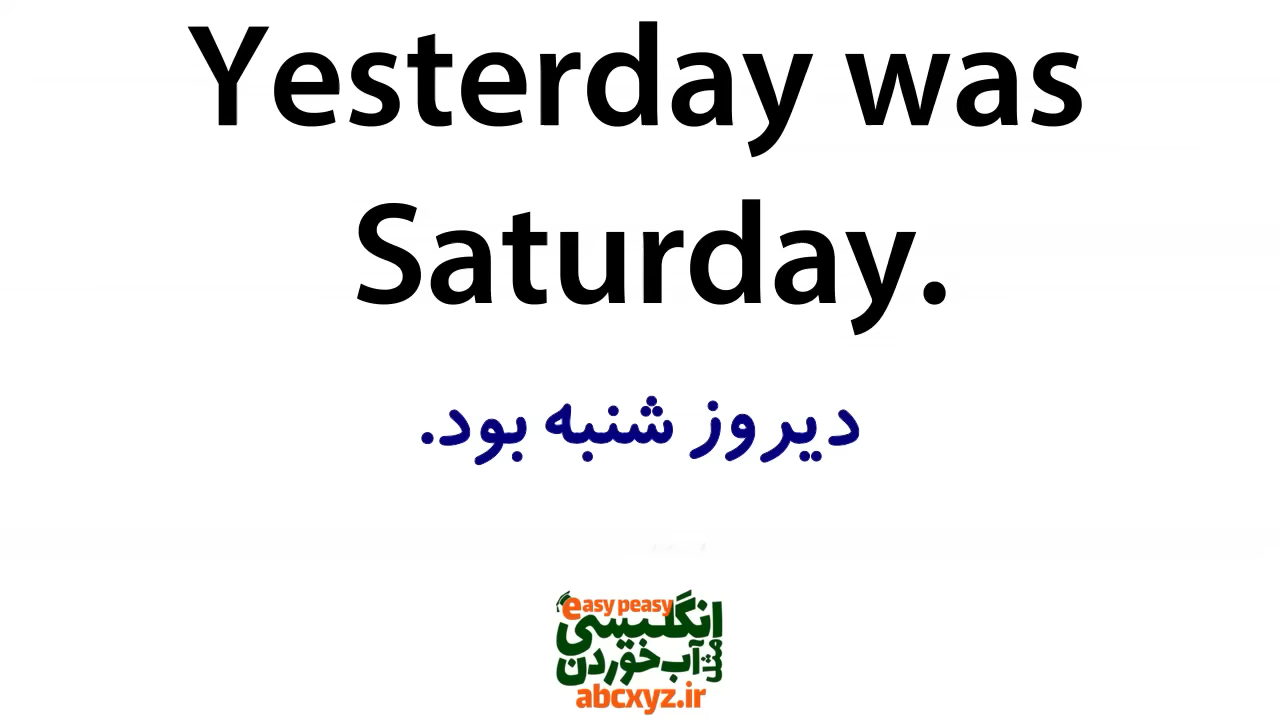 Yesterday was
Saturday.
دیروز شنبه بود.
easy peasy
انگلیسی
مثل آب خوردن
abcxyz.ir